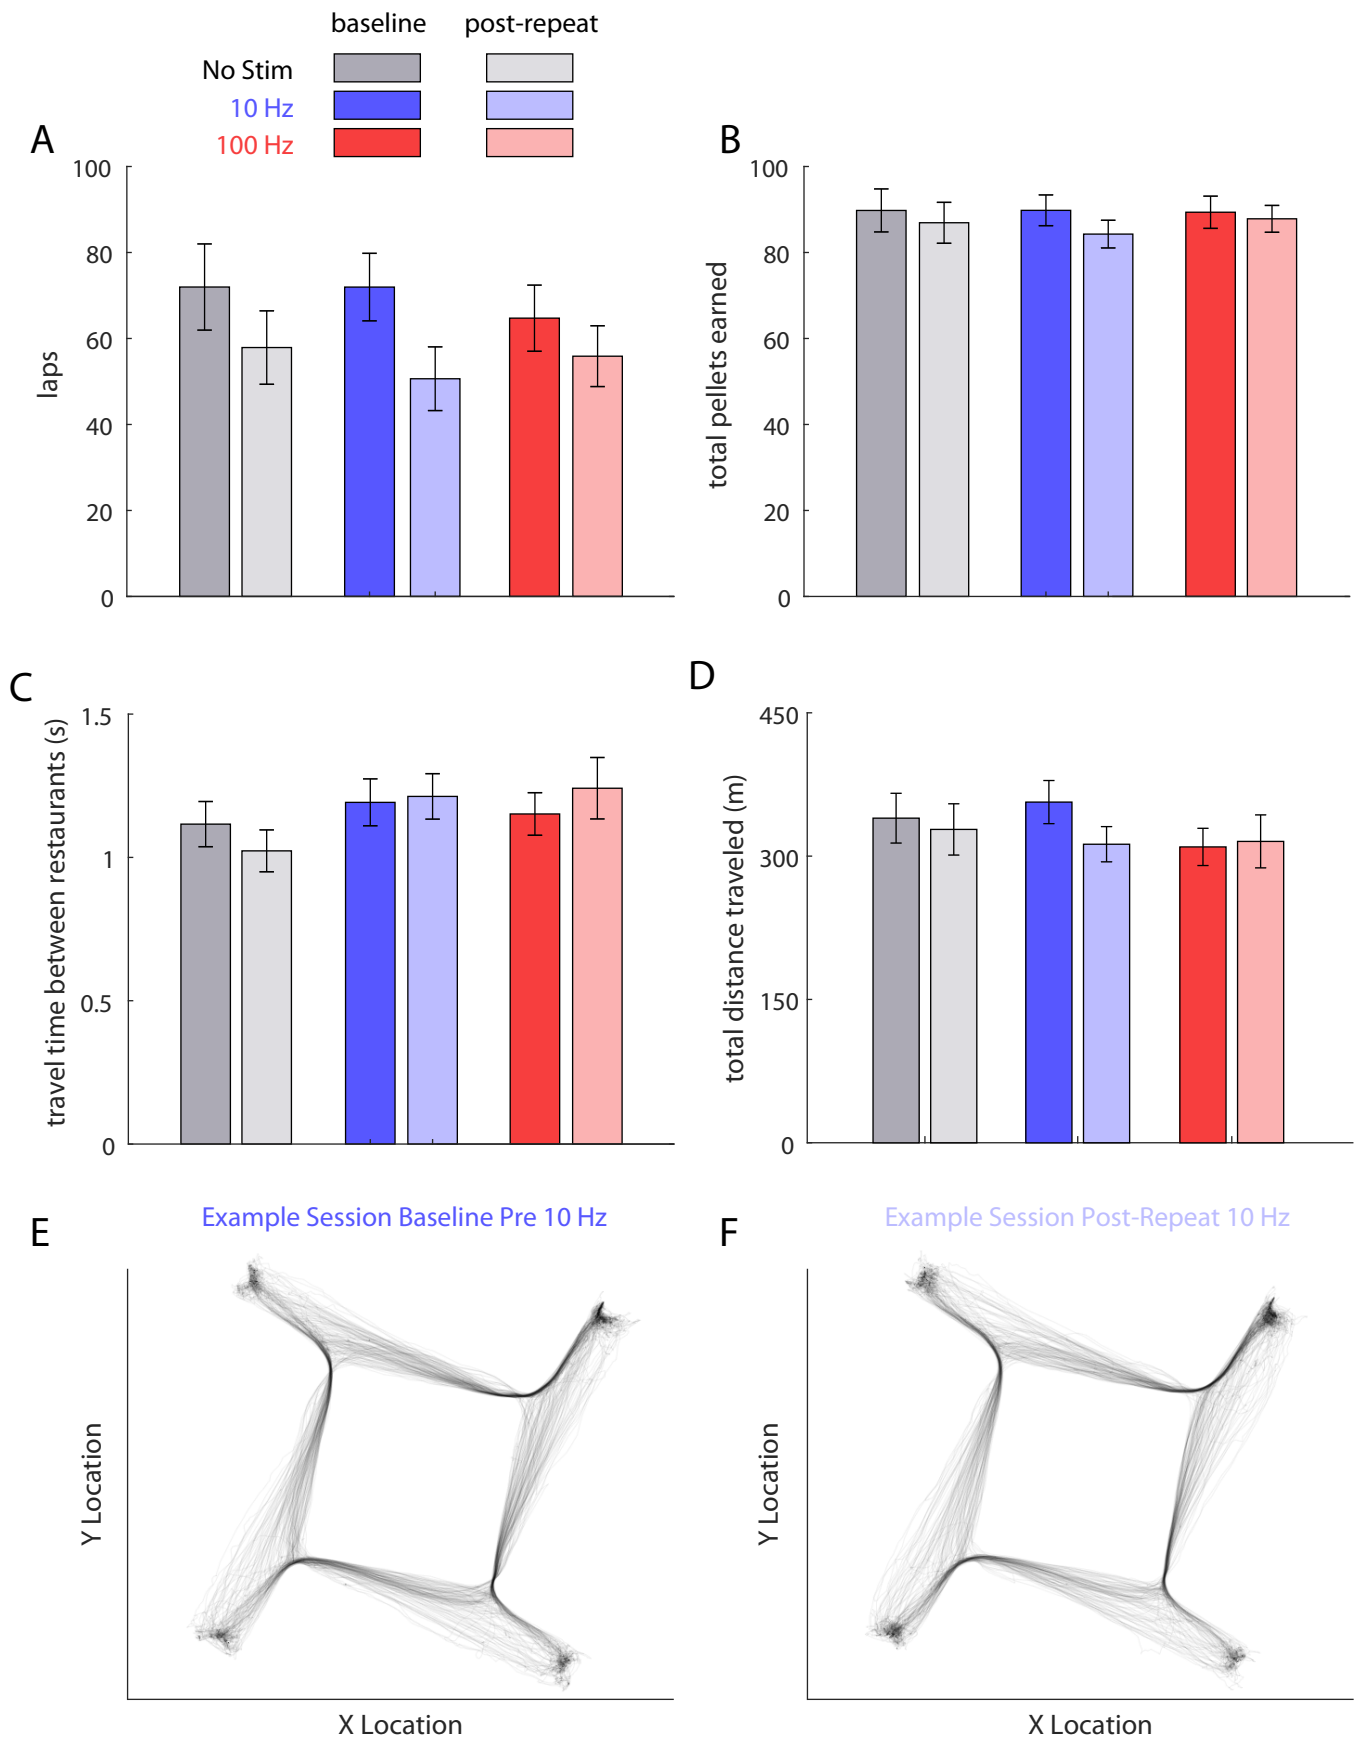 baseline post-repeat
No Stim
10 Hz
100 Hz
A
100
80
60
40
20
0
laps
B
100
80
60
40
20
0
total pellets earned
C
1.5
1
0.5
0
travel time between restaurants (s)
D
450
300
150
0
total distance traveled (m)
E
Example Session Baseline Pre 10 Hz
Y Location
X Location
F
Example Session Post-Repeat 10 Hz
Y Location
X Location